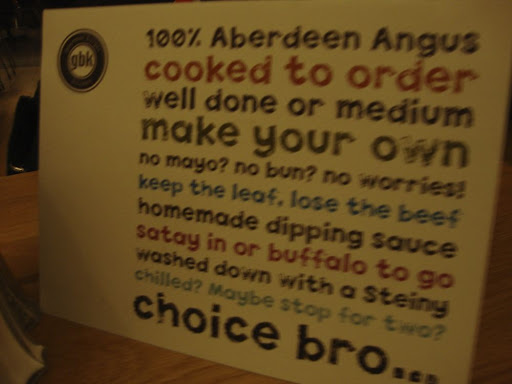 gbk
100% Aberdeen Angus
cooked to order
well done or medium
make your own
no mayo? no bun? no worries!
keep the leaf, lose the beef
homemade dipping sauce
satay in or buffalo to go
washed down with a Steiny
chilled? Maybe stop for two?
choice bro...